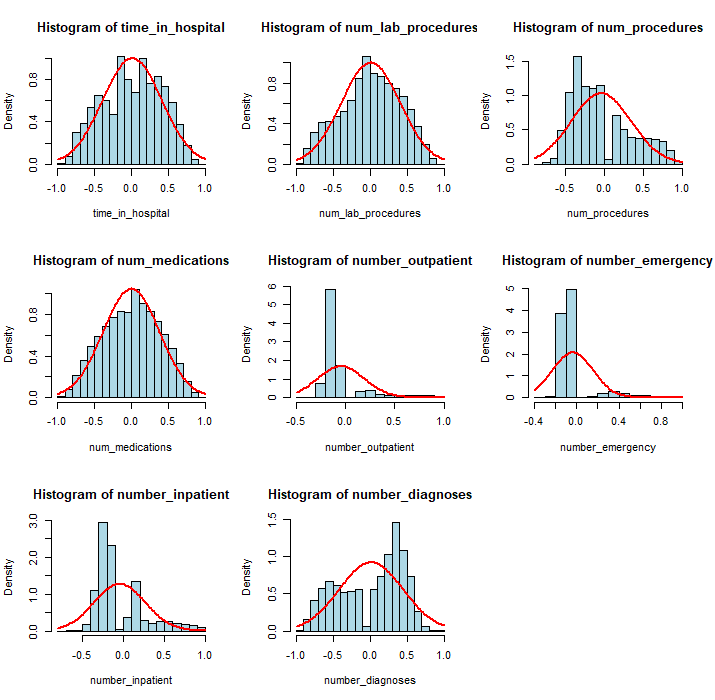 Histogram of time_in_hospital
Density
0.0 0.4 0.8
-1.0 -0.5 0.0 0.5 1.0
time_in_hospital
Histogram of num_lab_procedures
Density
0.0 0.4 0.8
-1.0 -0.5 0.0 0.5 1.0
num_lab_procedures
Histogram of num_procedures
Density
0.0 0.5 1.0 1.5
-0.5 0.0 0.5 1.0
num_procedures
Histogram of num_medications
Density
0.0 0.4 0.8
-1.0 -0.5 0.0 0.5 1.0
num_medications
Histogram of number_outpatient
Density
0 1 2 3 4 5 6
-0.5 0.0 0.5 1.0
number_outpatient
Histogram of number_emergency
Density
0 1 2 3 4 5
-0.4 0.0 0.4 0.8
number_emergency
Histogram of number_inpatient
Density
0.0 1.0 2.0 3.0
-0.5 0.0 0.5 1.0
number_inpatient
Histogram of number_diagnoses
Density
0.0 0.5 1.0 1.5
-1.0 -0.5 0.0 0.5 1.0
number_diagnoses